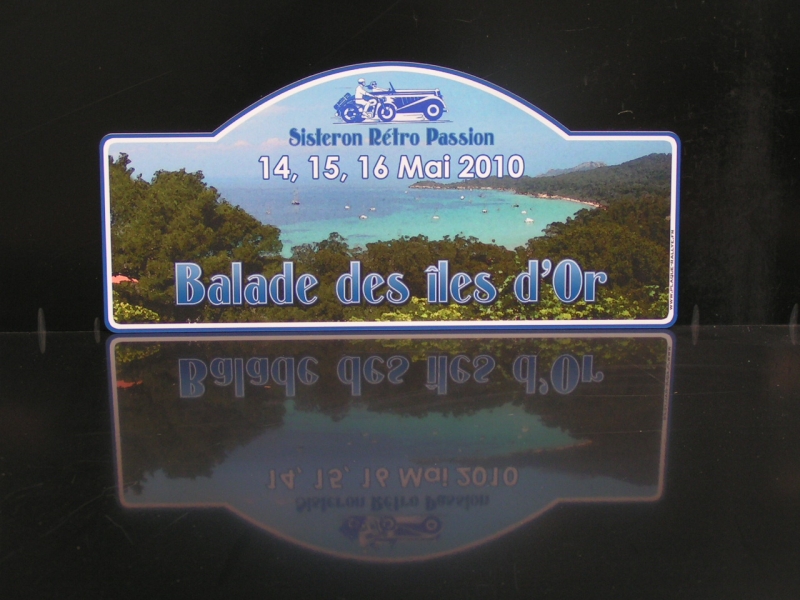 Sisteron Rétro Passion
14, 15, 16 Mai 2010
Balade des îles d'Or